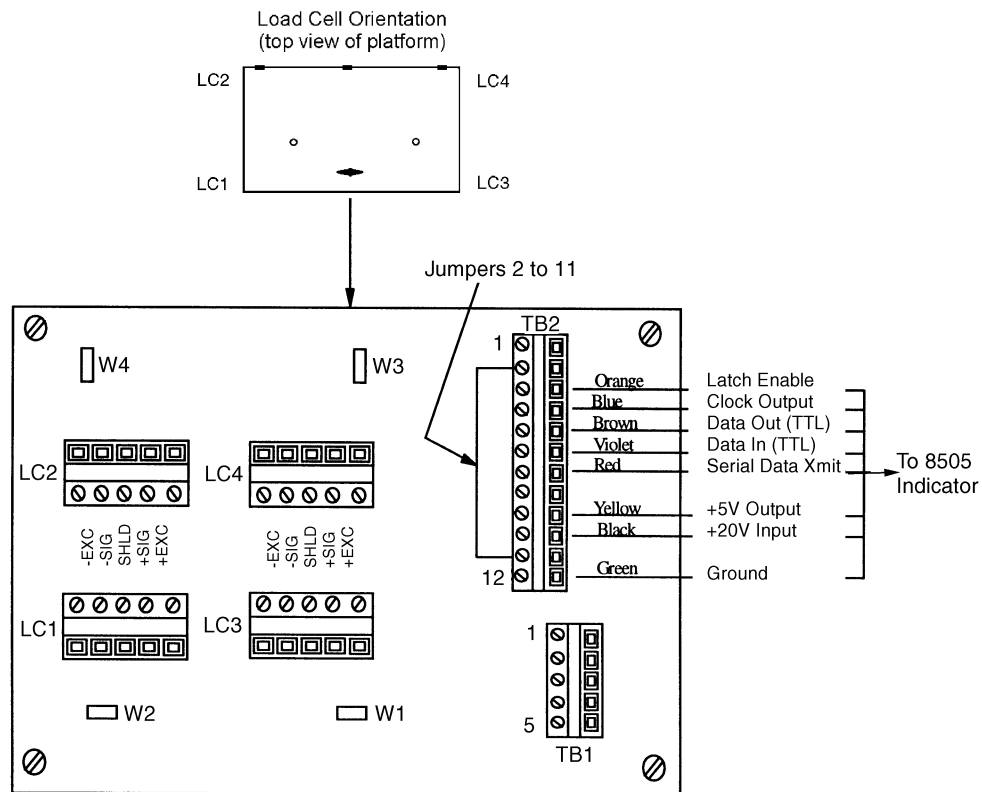 Load Cell Orientation
(top view of platform)
LC2
LC4
LC1
LC3
Jumpers 2 to 11
TB2
1
W4
W3
Orange
Latch Enable
Blue
Clock Output
Brown
Data Out (TTL)
Violet
Data In (TTL)
Red
Serial Data Xmit
To 8505
Indicator
LC2
LC4
Yellow
+5V Output
Black
+20V Input
-EXC
-SIG
SHLD
+SIG
+EXC
-EXC
-SIG
SHLD
+SIG
+EXC
12
Green
Ground
LC1
LC3
1
W2
W1
5
TB1